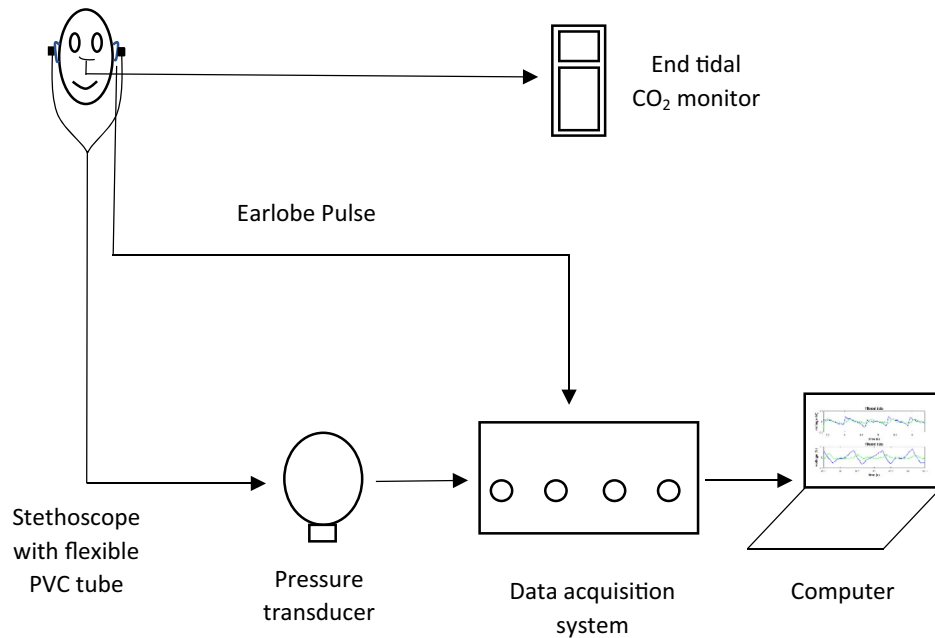 End tidal
CO₂ monitor
Earlobe Pulse
Stethoscope
with flexible
PVC tube
Pressure
transducer
Data acquisition
system
Computer